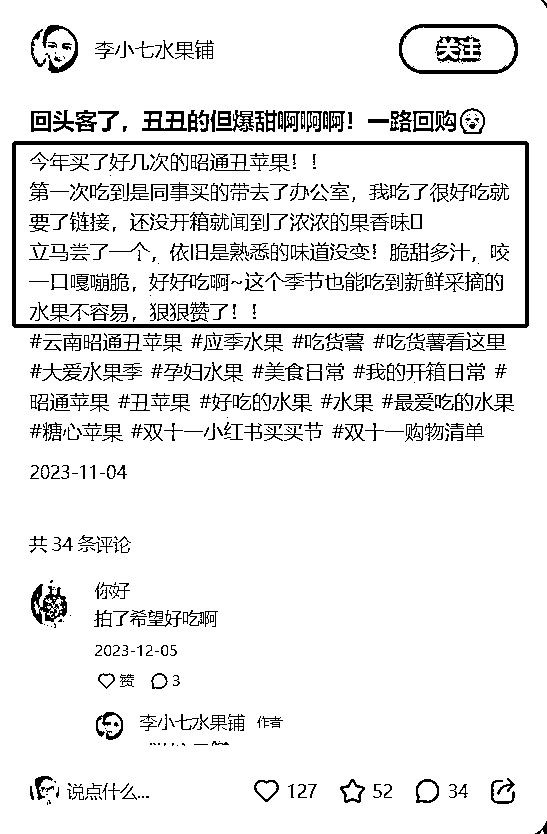 李小七水果铺
关注
回头客了，丑丑的但爆甜啊啊啊！一路回购
今年买了好几次的昭通丑苹果！！
第一次吃到是同事买的带去了办公室，我吃了很好吃就
要了链接，还没开箱就闻到了浓浓的果香味
立马尝了一个，依旧是熟悉的味道没变！脆甜多汁，咬
一口嘎嘣脆，好好吃啊~这个季节也能吃到新鲜采摘的
水果不容易，狠狠赞了！！
#云南昭通丑苹果 #应季水果 #吃货薯 #吃货薯看这里
#大爱水果季 #孕妇水果 #美食日常 #我的开箱日常 #
昭通苹果 #丑苹果 #好吃的水果 #水果 #最爱吃的水果
#糖心苹果 #双十一小红书买买节 #双十一购物清单
2023-11-04
共 34 条评论
你好
拍了希望好吃啊
2023-12-05
赞 3
李小七水果铺 作者
说点什么... 127 52 34